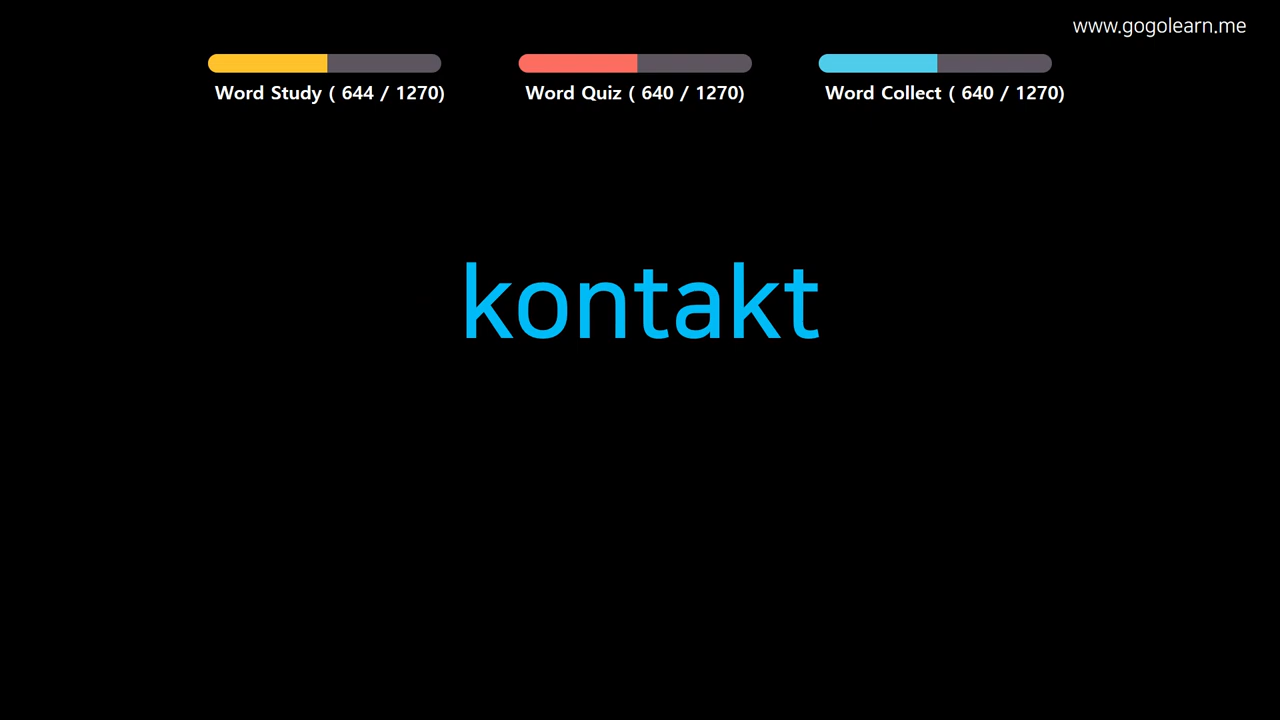 www.gogolearn.me
Word Study ( 644 / 1270)
Word Quiz ( 640 / 1270)
Word Collect ( 640 / 1270)
kontakt